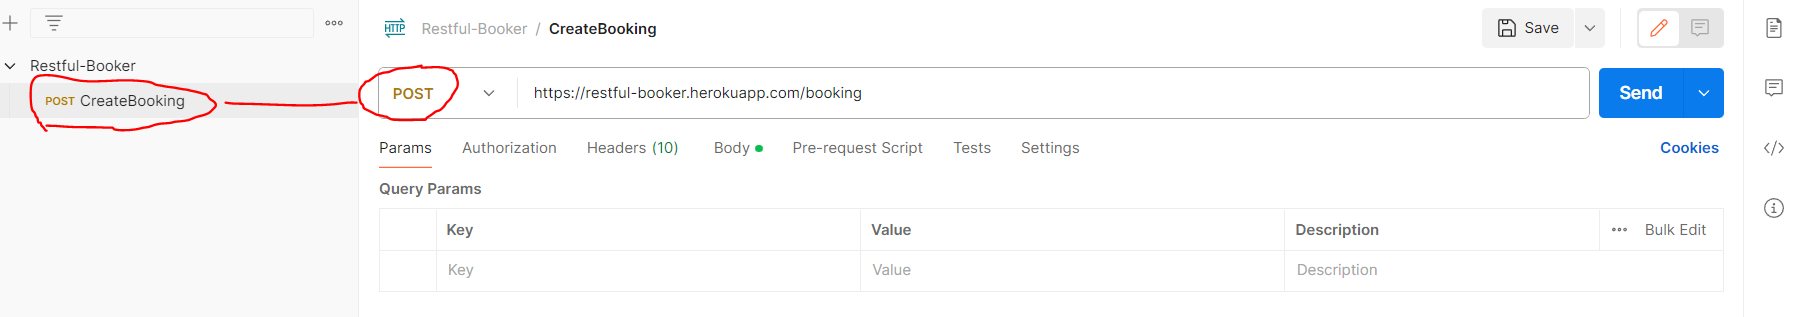 Restful-Booker / CreateBooking
Save
Restful-Booker
POST CreateBooking
POST
https://restful-booker.herokuapp.com/booking
Send
Params Authorization Headers (10) Body Pre-request Script Tests Settings
Cookies
Query Params
Key Value Description Bulk Edit
Key Value Description